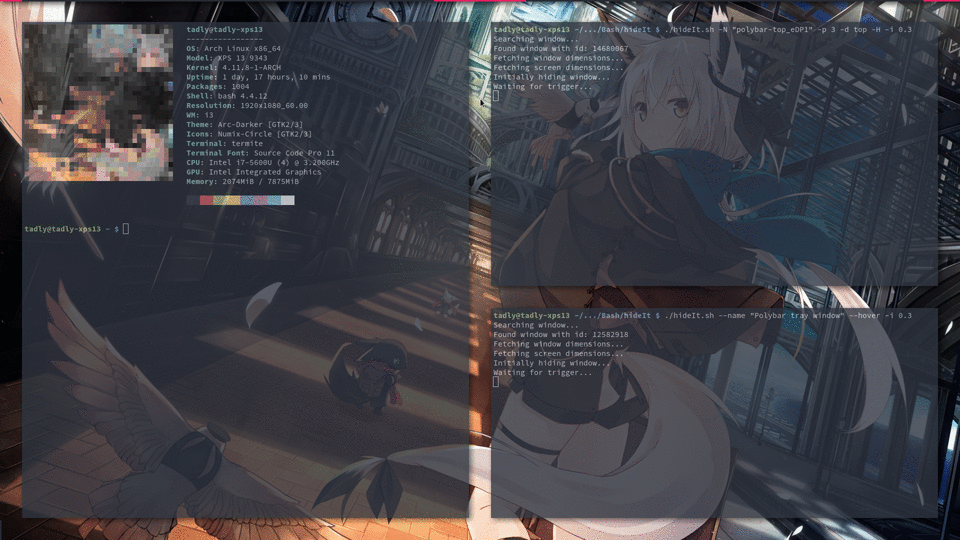 tadly@tadly-xps13
-----------------
OS: Arch Linux x86_64
Model: XPS 13 9343
Kernel: 4.11.8-1-ARCH
Uptime: 1 day, 17 hours, 10 mins
Packages: 1004
Shell: bash 4.4.12
Resolution: 1920x1080_60.00
WM: i3
Theme: Arc-Darker [GTK2/3]
Icons: Numix-Circle [GTK2/3]
Terminal: termite
Terminal Font: Source Code Pro 11
CPU: Intel i7-5600U (4) @ 3.200GHz
GPU: Intel Integrated Graphics
Memory: 2074MiB / 7875MiB
tadly@tadly-xps13 ~ $
tadly@tadly-xps13 ~/.../Bash/hideIt $ ./hideIt.sh -N "polybar-top_eDP1" -p 3 -d top -H -i 0.3
Searching window...
Found window with id: 14680067
Fetching window dimensions...
Fetching screen dimensions...
Initially hiding window...
Waiting for trigger...
tadly@tadly-xps13 ~/.../Bash/hideIt $ ./hideIt.sh --name "Polybar tray window" --hover -i 0.3
Searching window...
Found window with id: 12582918
Fetching window dimensions...
Fetching screen dimensions...
Initially hiding window...
Waiting for trigger...